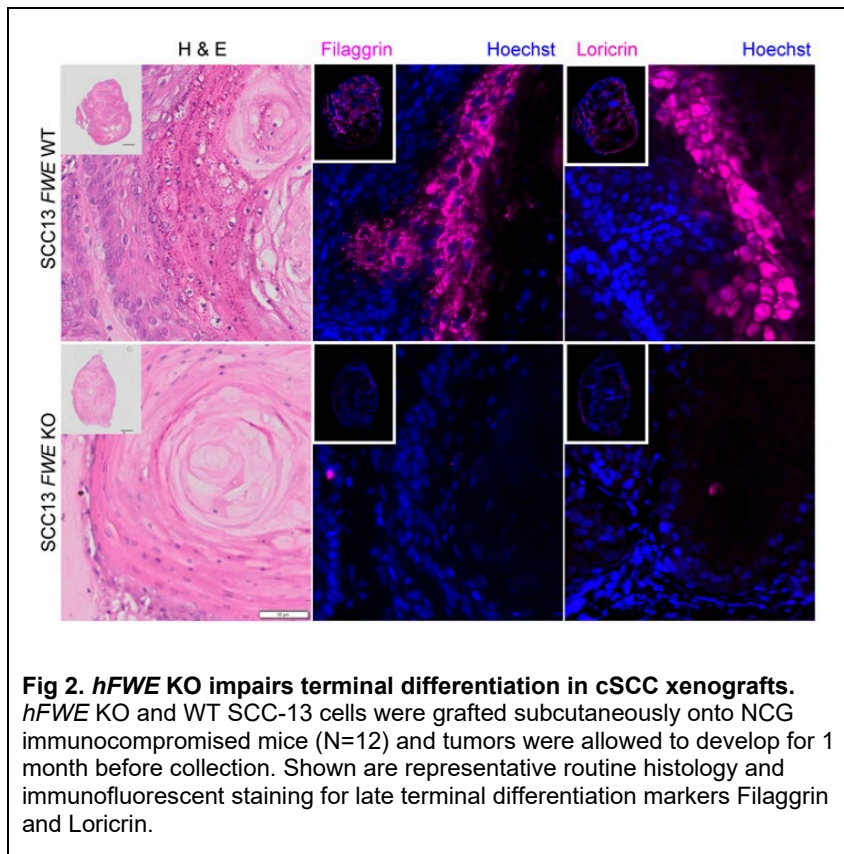 H & E Filaggrin Hoechst Loricrin Hoechst
SCC13 FWE WT
SCC13 FWE KO
Fig 2. hFWE KO impairs terminal differentiation in cSCC xenografts.
hFWE KO and WT SCC-13 cells were grafted subcutaneously onto NCG
immunocompromised mice (N=12) and tumors were allowed to develop for 1
month before collection. Shown are representative routine histology and
immunofluorescent staining for late terminal differentiation markers Filaggrin
and Loricrin.